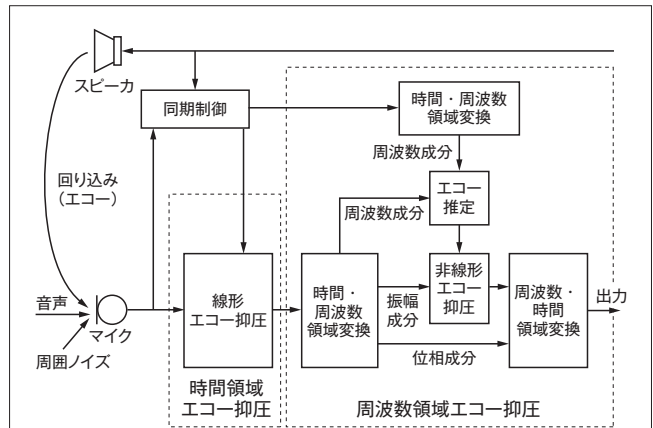 スピーカ
同期制御
時間・周波数
領域変換
周波数成分
回り込み
（エコー）
周波数成分
エコー
推定
音声
マイク
周囲ノイズ
線形
エコー抑圧
時間・
周波数
領域変換
振幅
成分
非線形
エコー
抑圧
周波数・
時間
領域変換
出力
位相成分
時間領域
エコー抑圧
周波数領域エコー抑圧